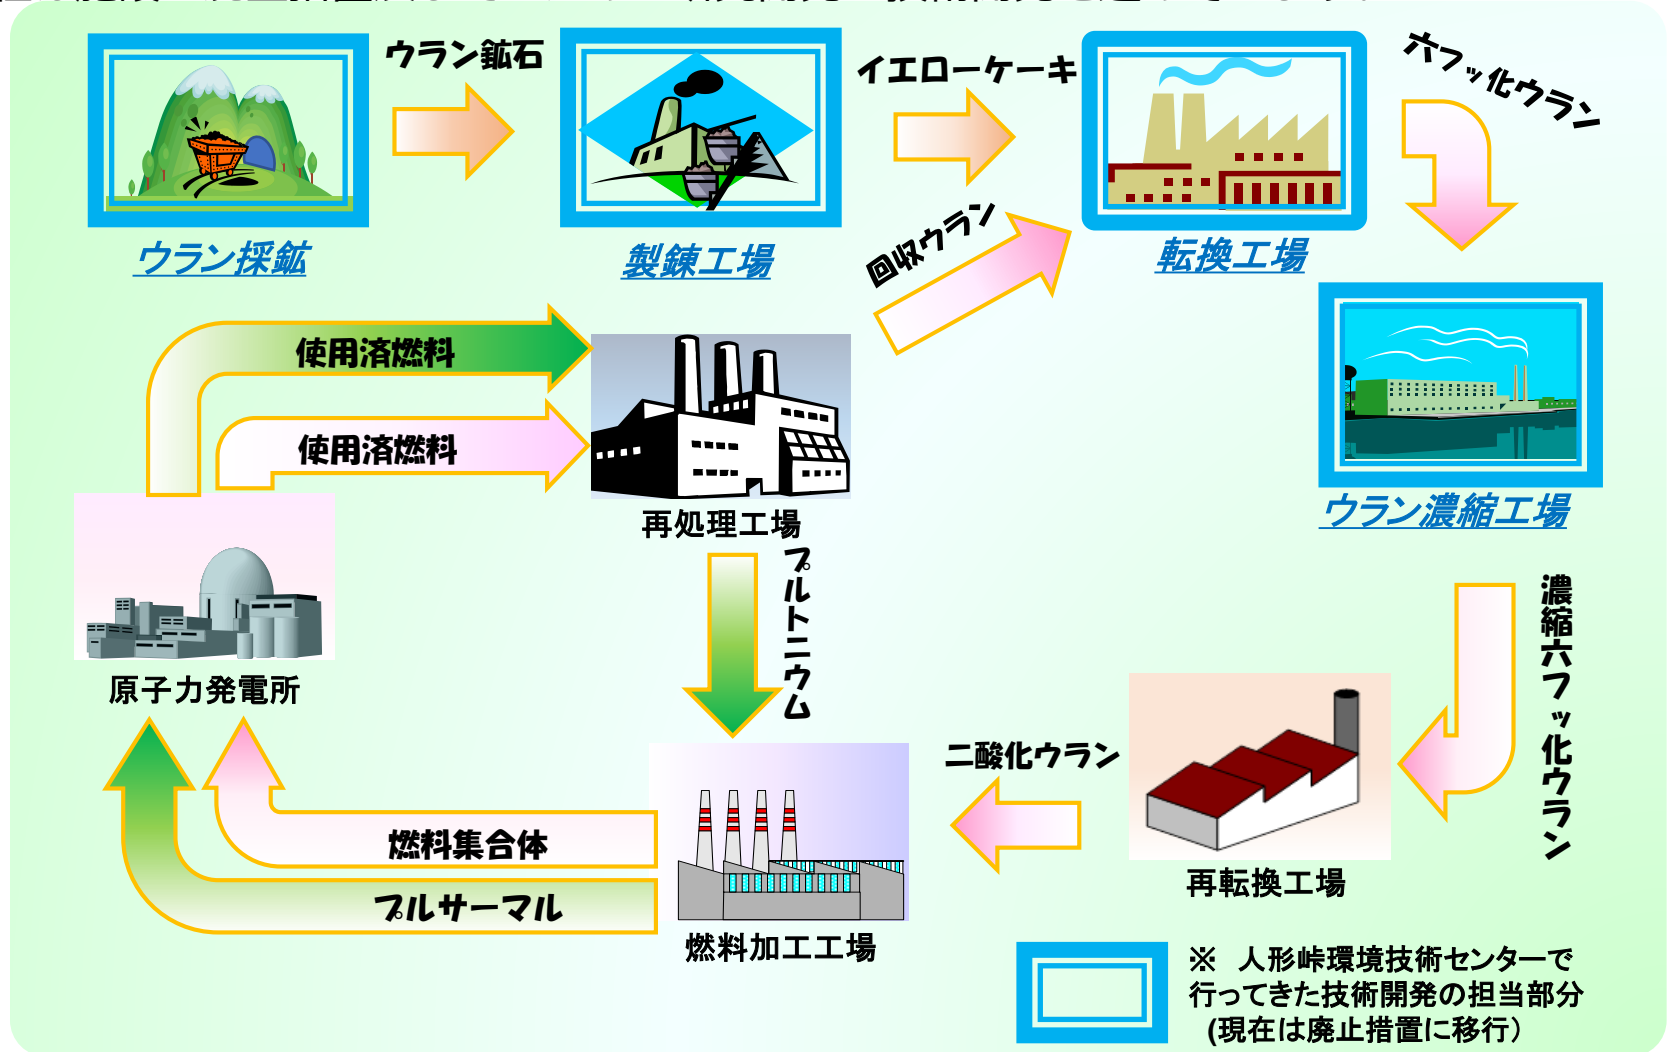 ウラン鉱石
イエローケーキ
六フッ化ウラン
ウラン採鉱
製錬工場
回収ウラン
転換工場
使用済燃料
使用済燃料
再処理工場
ウラン濃縮工場
プルトニウム
濃縮六フッ化ウラン
原子力発電所
二酸化ウラン
燃料集合体
再転換工場
プルサーマル
燃料加工工場
※ 人形峠環境技術センターで
行ってきた技術開発の担当部分
(現在は廃止措置に移行）